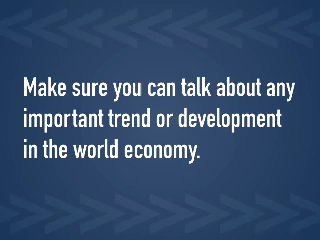 Make sure you can talk about any
important trend or development
in the world economy.